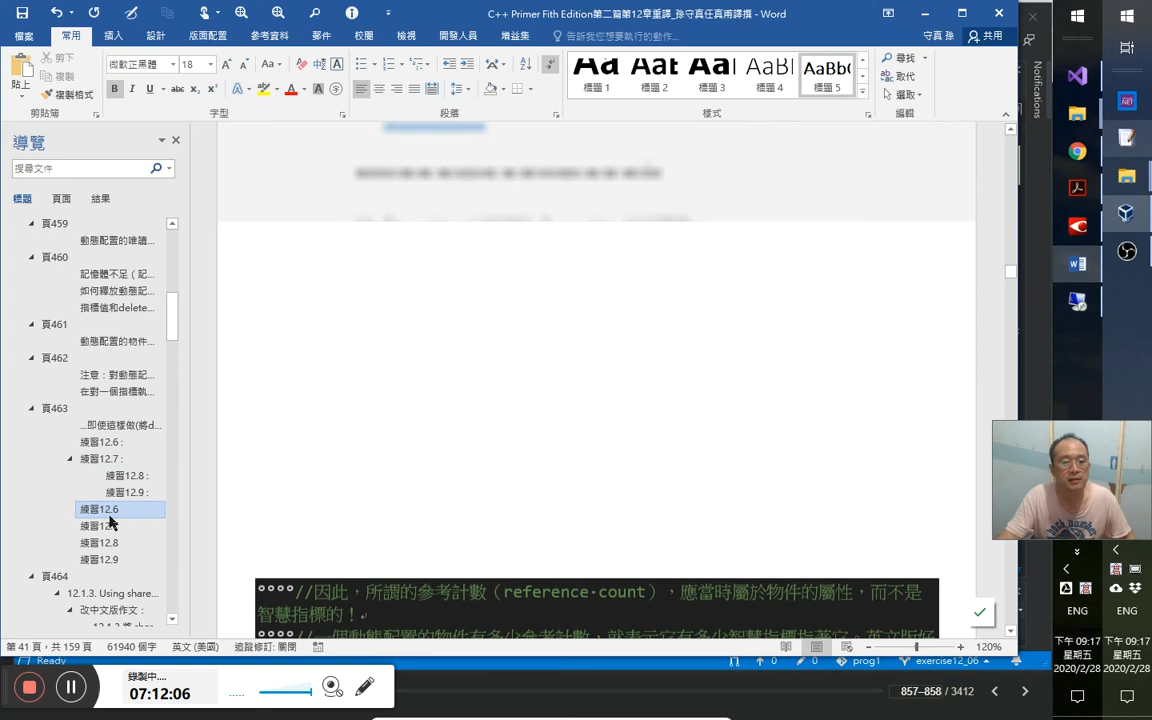 C++ Primer Fith Edition第二篇第12章重譯_孫守真任真甫譯撰 - Word
檔案 常用 插入 設計 版面配置 參考資料 郵件 校閱 檢視 開發人員 增益集 告訴我您想要執行的動作... 守真 孫 共用
貼上
剪下
複製
複製格式
剪貼簿
微軟正黑體 18
字型
段落
AaB AaB AaB AaBl AaBb(
標題 1 標題 2 標題 3 標題 4 標題 5
樣式
尋找
取代
選取
編輯
導覽
搜尋文件
標題 頁面 結果
頁459
動態配置的唯讀...
頁460
記憶體不足（記...
如何釋放動態記...
指標值和delete...
頁461
動態配置的物件...
頁462
注意：對動態記...
在對一個指標執...
頁463
...即使這樣做(將d...
練習12.6 :
練習12.7 :
練習12.8 :
練習12.9 :
練習12.6
練習12.
練習12.8
練習12.9
頁464
12.1.3. Using share...
改中文版作文：
//因此，所謂的參考計數（reference·count），應當時屬於物件的屬性，而不是
智慧指標的！
第 41 頁，共 159 頁 61940 個字 英文 (美國) 追蹤修訂: 關閉 120%
Ready 0 0 prog1 exercise12_06
錄製中....
07:12:06
857–858 / 3412
Notifications
.NET
ENG
下午 09:17
星期五
2020/2/28
ENG
下午 09:17
星期五
2020/2/28
back number